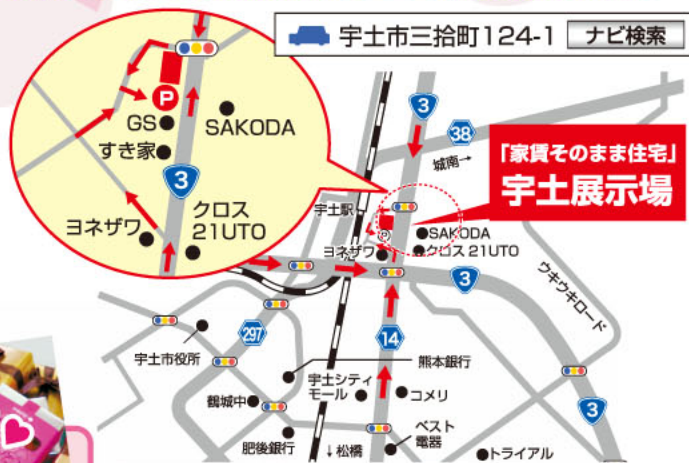 宇土市三拾町124-1 ナビ検索
P
GS
SAKODA
すき家
3
クロス
21UTO
ヨネザワ
3
38
城南→
「家賃そのまま住宅」
宇土展示場
宇土駅
P
SAKODA
ヨネザワ
クロス21UTO
3
ウキウキロード
297
14
宇土市役所
熊本銀行
宇土シティ
モール
コメリ
鶴城中
3
肥後銀行
↓松橋
ベスト
電器
トライアル